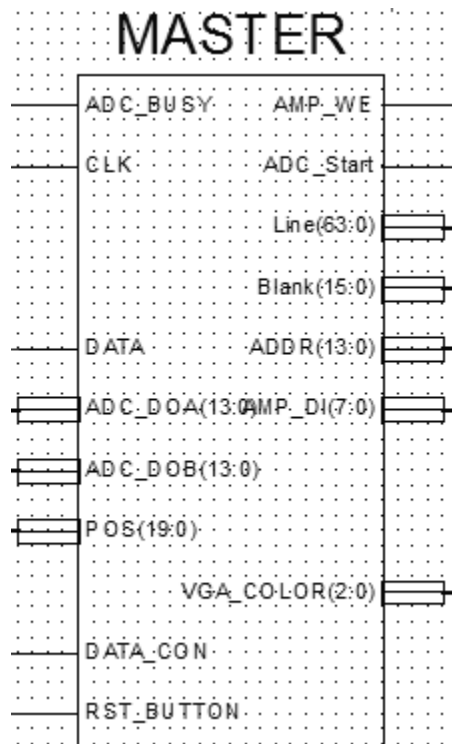 MASTER
ADC_BUSY AMP_WE
CLK ADC_Start
Line(63:0)
Blank(15:0)
DATA ADDR(13:0)
ADC_DOA(13:0) AMP_DI(7:0)
ADC_DOB(13:0)
POS(19:0)
VGA_COLOR(2:0)
DATA_CON
RST_BUTTON